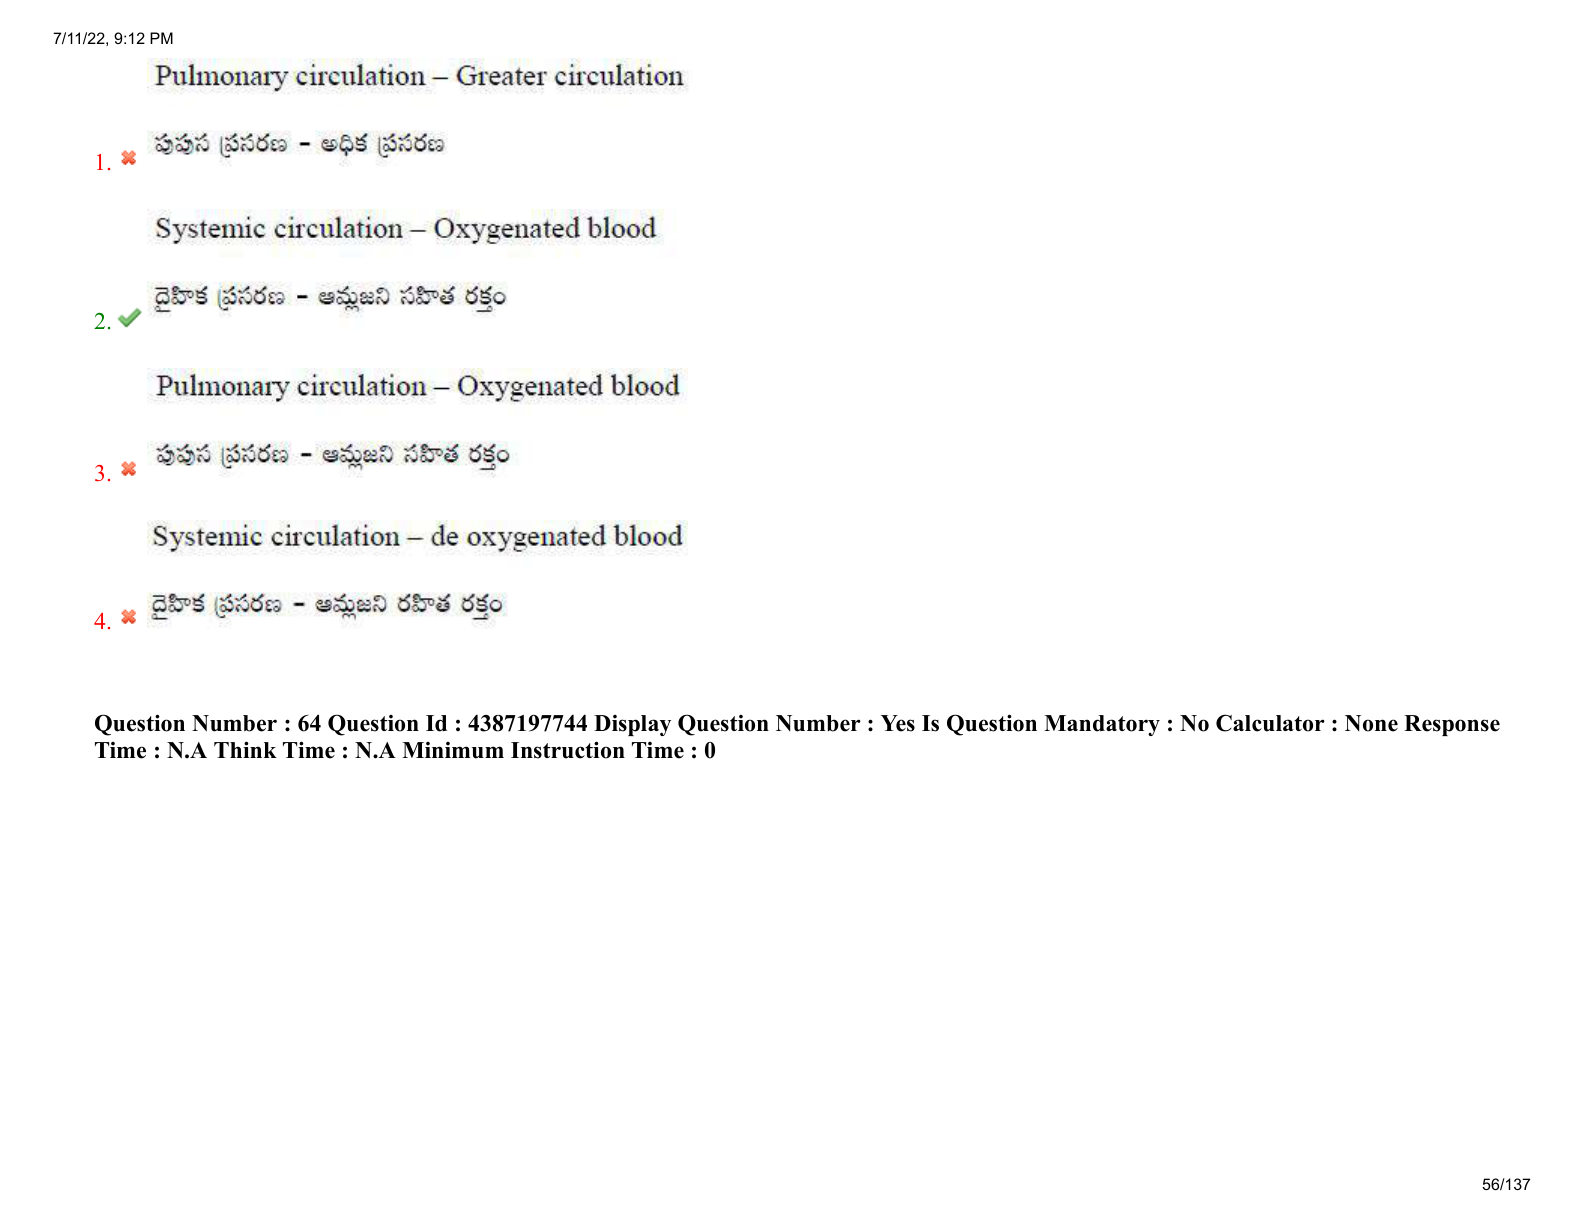 7/11/22, 9:12 PM
Pulmonary circulation – Greater circulation
పుపుస ప్రసరణ – అధిక ప్రసరణ
1.
Systemic circulation – Oxygenated blood
దైహిక ప్రసరణ – ఆమ్లజని సహిత రక్తం
2.
Pulmonary circulation – Oxygenated blood
పుపుస ప్రసరణ – ఆమ్లజని సహిత రక్తం
3.
Systemic circulation – de oxygenated blood
దైహిక ప్రసరణ – ఆమ్లజని రహిత రక్తం
4.
Question Number : 64 Question Id : 4387197744 Display Question Number : Yes Is Question Mandatory : No Calculator : None Response
Time : N.A Think Time : N.A Minimum Instruction Time : 0
56/137